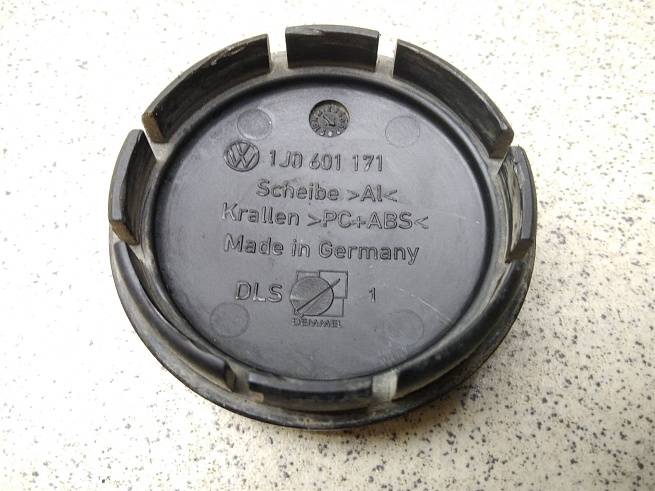 1J0 601 171
Scheibe >Al<
Krallen >PC+ABS<
Made in Germany
DLS 1
DEMMEL